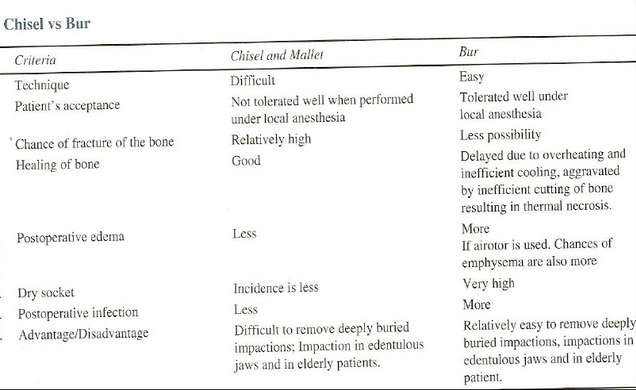 Chisel vs Bur
Criteria Chisel and Mallet Bur
Technique Difficult Easy
Patient's acceptance Not tolerated well when performed Tolerated well under
under local anesthesia local anesthesia
Chance of fracture of the bone Relatively high Less possibility
Healing of bone Good Delayed due to overheating and
inefficient cooling, aggravated
by inefficient cutting of bone
resulting in thermal necrosis.
Postoperative edema Less More
If airotor is used. Chances of
emphysema are also more
Dry socket Incidence is less Very high
Postoperative infection Less More
Advantage/Disadvantage Difficult to remove deeply buried Relatively easy to remove deeply
impactions; Impaction in edentulous buried impactions, impactions in
jaws and in elderly patients. edentulous jaws and in elderly
patient.